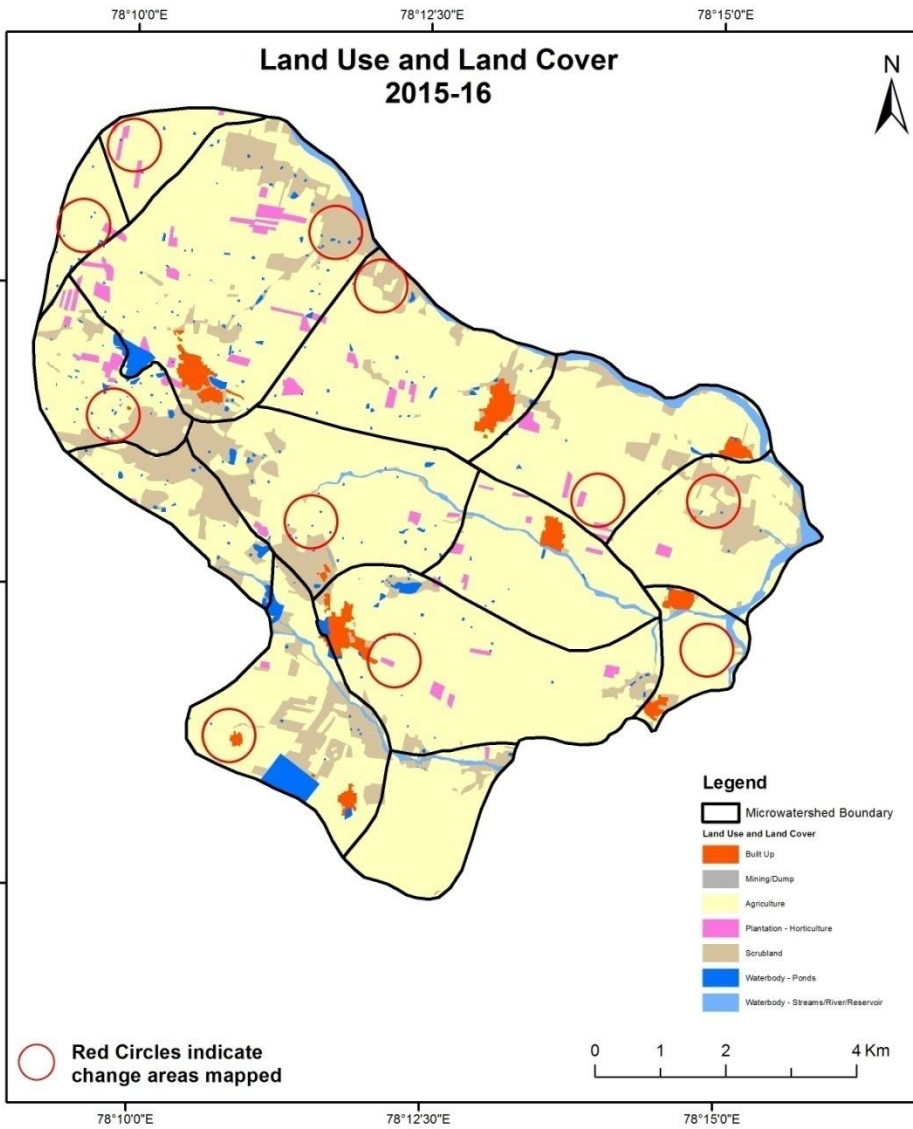 78°10'0"E 78°12'30"E 78°15'0"E
Land Use and Land Cover
2015-16
N
Legend
Microwatershed Boundary
Land Use and Land Cover
Built Up
Mining/Dump
Agriculture
Plantation - Horticulture
Scrubland
Waterbody - Ponds
Waterbody - Streams/River/Reservoir
Red Circles indicate
change areas mapped
0 1 2 4 Km
78°10'0"E 78°12'30"E 78°15'0"E